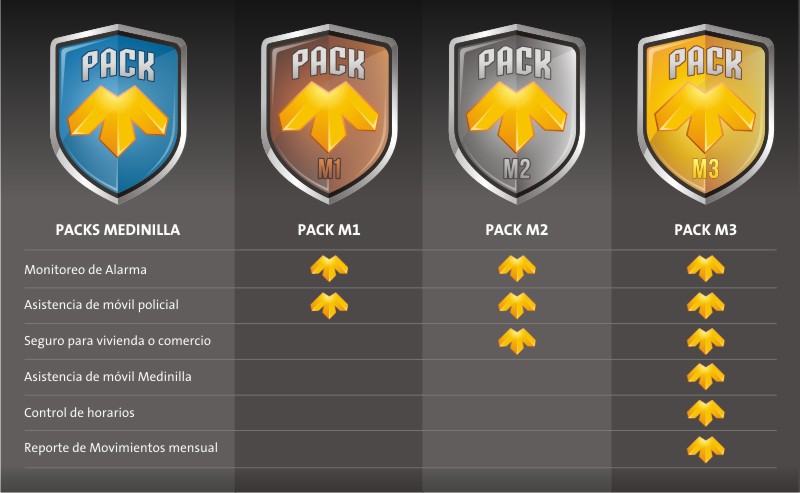 PACK
PACK
M1
PACK
M2
PACK
M3
PACKS MEDINILLA
PACK M1
PACK M2
PACK M3
Monitoreo de Alarma
Asistencia de móvil policial
Seguro para vivienda o comercio
Asistencia de móvil Medinilla
Control de horarios
Reporte de Movimientos mensual